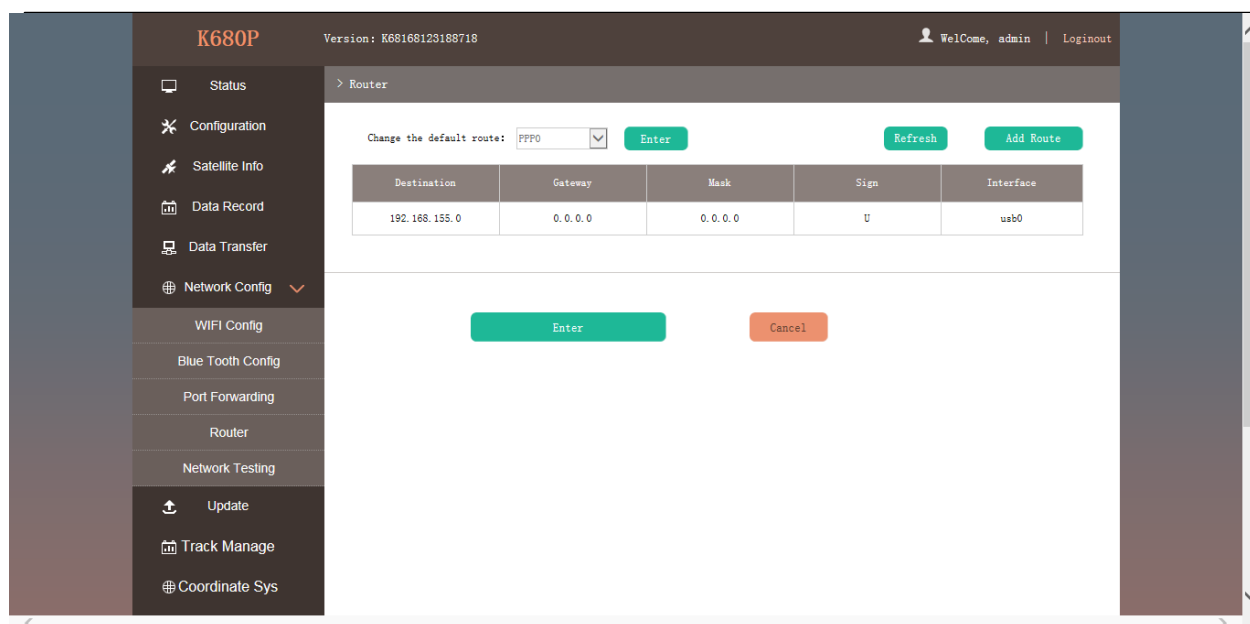 K680P
Version: K68168123188718
WelCome, admin | Loginout
Status
Configuration
Satellite Info
Data Record
Data Transfer
Network Config
WIFI Config
Blue Tooth Config
Port Forwarding
Router
Network Testing
Update
Track Manage
Coordinate Sys
> Router
Change the default route: PPP0 Enter Refresh Add Route
Destination Gateway Mask Sign Interface
192.168.155.0 0.0.0.0 0.0.0.0 U usb0
Enter Cancel